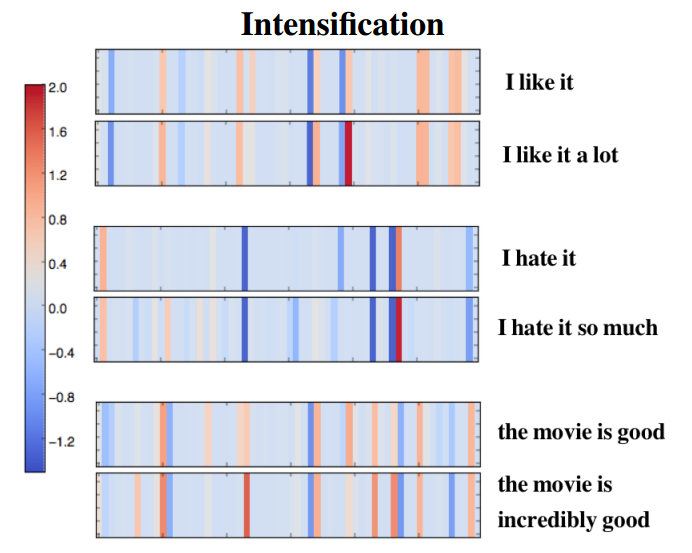 Intensification
I like it
2.0
1.6
I like it a lot
1.2
0.8
I hate it
0.4
0.0
I hate it so much
−0.4
−0.8
the movie is good
−1.2
the movie is
incredibly good